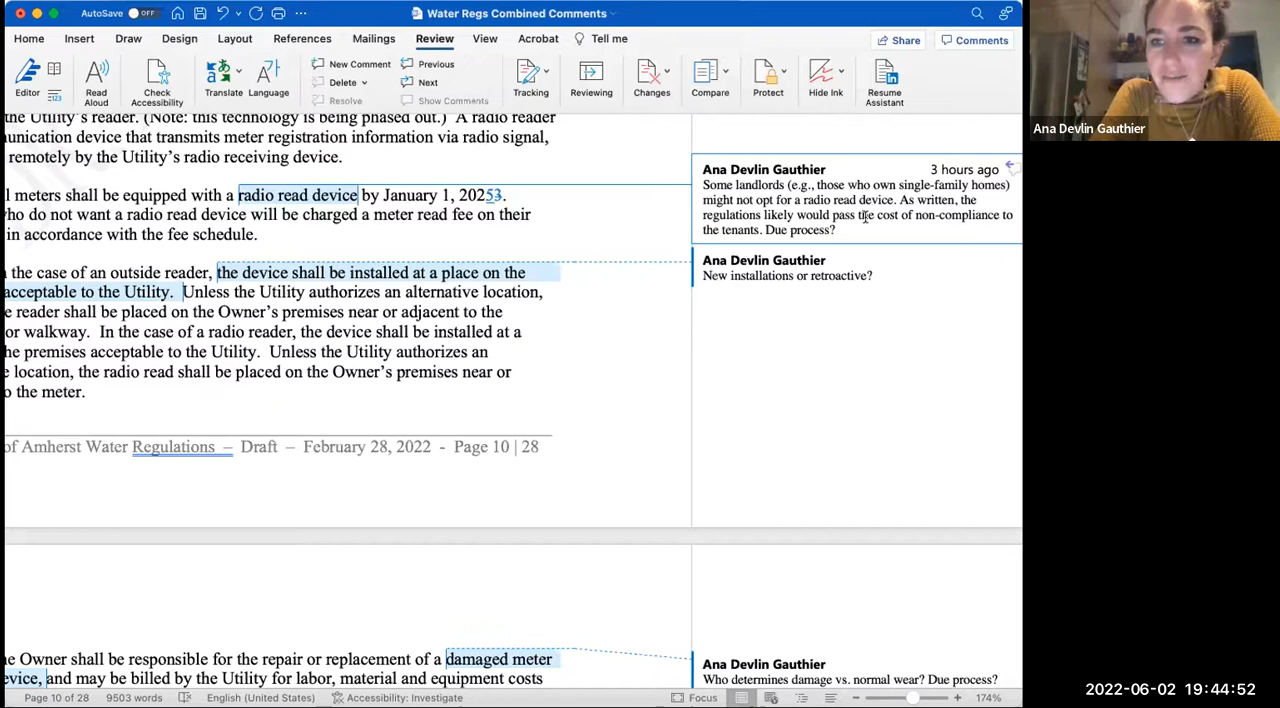 AutoSave OFF
Water Regs Combined Comments
Home Insert Draw Design Layout References Mailings Review View Acrobat Tell me
Share Comments
Editor
Read Aloud
Check Accessibility
Translate Language
New Comment
Delete
Resolve
Previous
Next
Show Comments
Tracking
Reviewing
Changes
Compare
Protect
Hide Ink
Resume Assistant
the Utility's reader. (Note: this technology is being phased out.) A radio reader
unication device that transmits meter registration information via radio signal,
remotely by the Utility's radio receiving device.
l meters shall be equipped with a radio read device by January 1, 20253.
ho do not want a radio read device will be charged a meter read fee on their
in accordance with the fee schedule.
n the case of an outside reader, the device shall be installed at a place on the
acceptable to the Utility. Unless the Utility authorizes an alternative location,
e reader shall be placed on the Owner's premises near or adjacent to the
or walkway. In the case of a radio reader, the device shall be installed at a
he premises acceptable to the Utility. Unless the Utility authorizes an
e location, the radio read shall be placed on the Owner's premises near or
o the meter.
of Amherst Water Regulations – Draft – February 28, 2022 - Page 10 | 28
ne Owner shall be responsible for the repair or replacement of a damaged meter
evice, and may be billed by the Utility for labor, material and equipment costs
Ana Devlin Gauthier 3 hours ago
Some landlords (e.g., those who own single-family homes)
might not opt for a radio read device. As written, the
regulations likely would pass the cost of non-compliance to
the tenants. Due process?
Ana Devlin Gauthier
New installations or retroactive?
Ana Devlin Gauthier
Who determines damage vs. normal wear? Due process?
Page 10 of 28 9503 words English (United States) Accessibility: Investigate Focus 174%
Ana Devlin Gauthier
2022-06-02 19:44:52